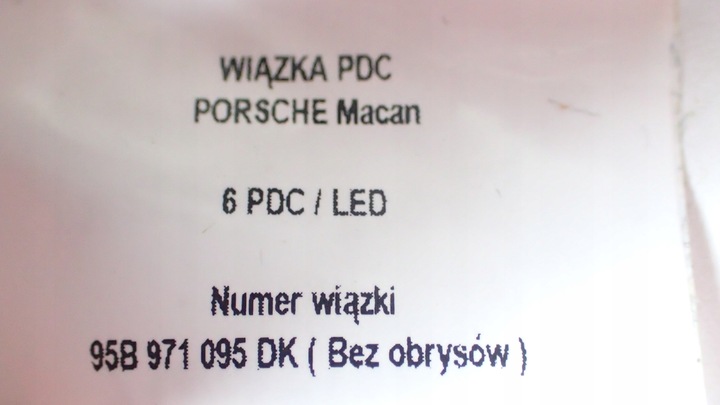 WIĄZKA PDC
PORSCHE Macan
6 PDC / LED
Numer wiązki
95B 971 095 DK ( Bez obrysów )